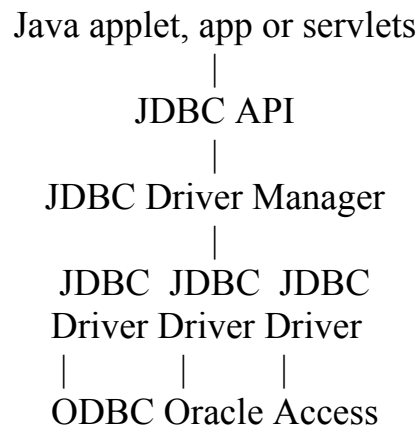 Java applet, app or servlets
|
JDBC API
|
JDBC Driver Manager
|
JDBC JDBC JDBC
Driver Driver Driver
| | |
ODBC Oracle Access